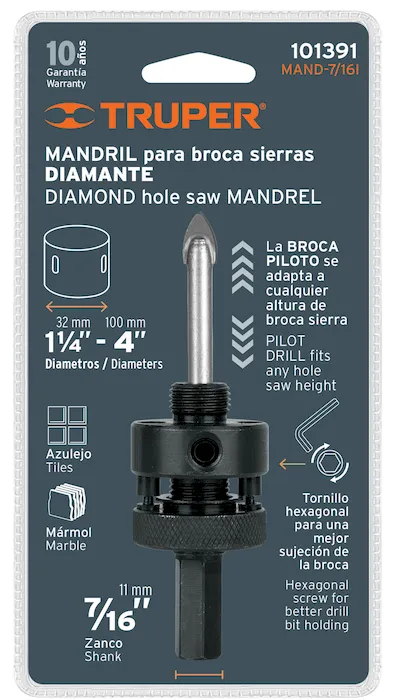 10 años
Garantía
Warranty
101391
MAND-7/16I
TRUPER®
MANDRIL para broca sierras
DIAMANTE
DIAMOND hole saw MANDREL
La BROCA
PILOTO se
adapta a
cualquier
altura de
broca sierra
PILOT
DRILL fits
any hole
saw height
32 mm 100 mm
1¼" - 4"
Diametros / Diameters
Azulejo
Tiles
Mármol
Marble
Tornillo
hexagonal
para una
mejor
sujeción de
la broca
Hexagonal
screw for
better drill
bit holding
11 mm
7/16"
Zanco
Shank